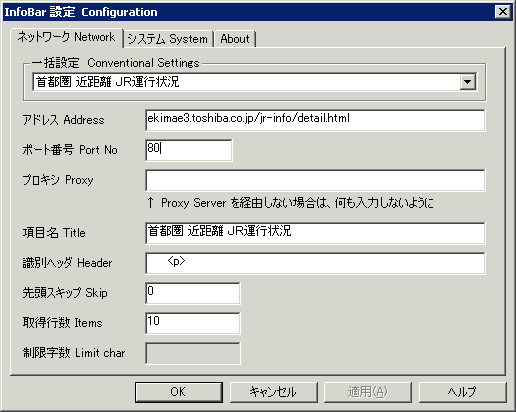 InfoBar 設定 Configuration
ネットワーク Network システム System About
一括設定 Conventional Settings
首都圏 近距離 JR運行状況
アドレス Address ekimae3.toshiba.co.jp/jr-info/detail.html
ポート番号 Port No 80
プロキシ Proxy
↑ Proxy Server を経由しない場合は、何も入力しないように
項目名 Title 首都圏 近距離 JR運行状況
識別ヘッダ Header <p>
先頭スキップ Skip 0
取得行数 Items 10
制限字数 Limit char
OK キャンセル 適用(A) ヘルプ